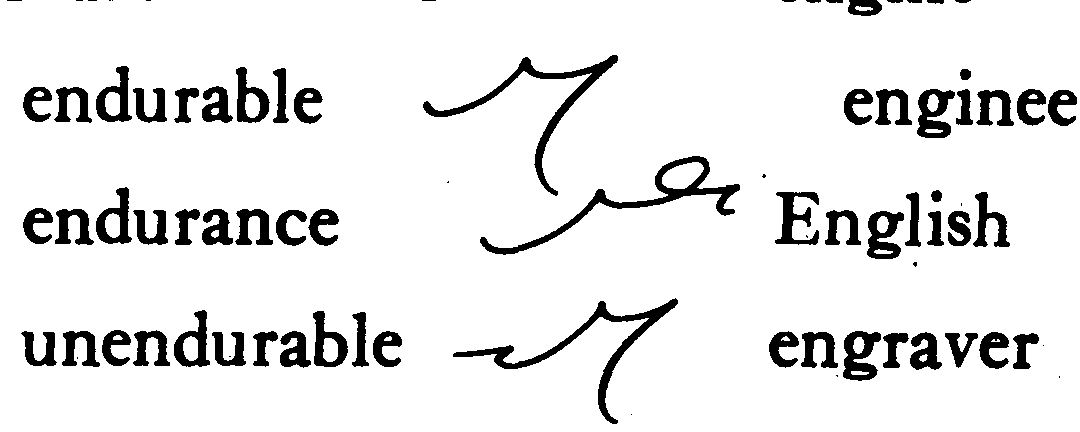 endurable enginee
endurance English
unendurable engraver